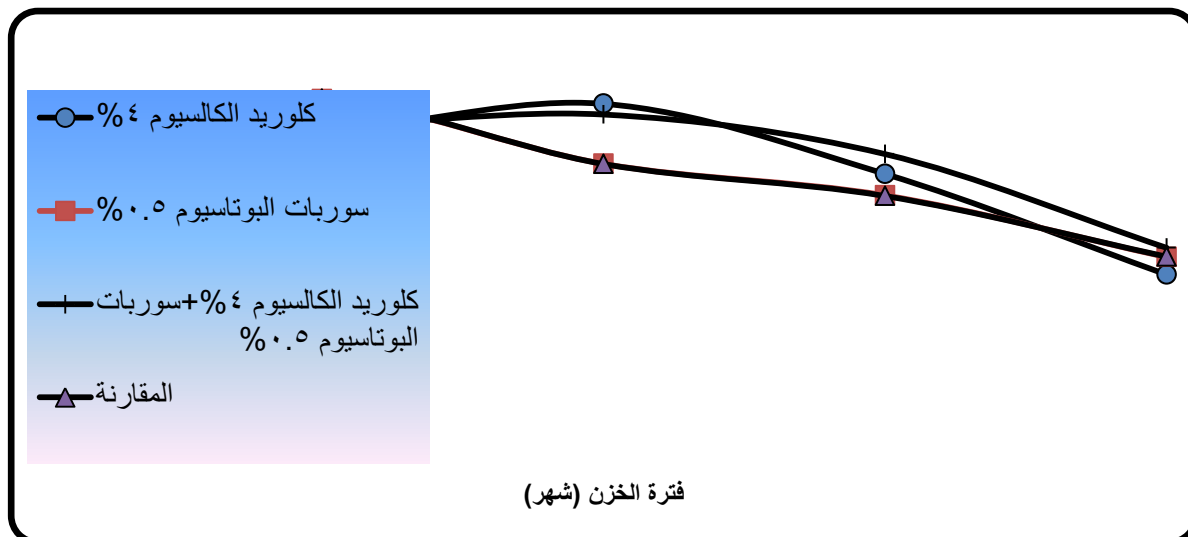 كلوريد الكالسيوم ٤%
سوربات البوتاسيوم ٠.٥%
كلوريد الكالسيوم ٤%+سوربات
البوتاسيوم ٠.٥%
المقارنة
فترة الخزن (شهر)